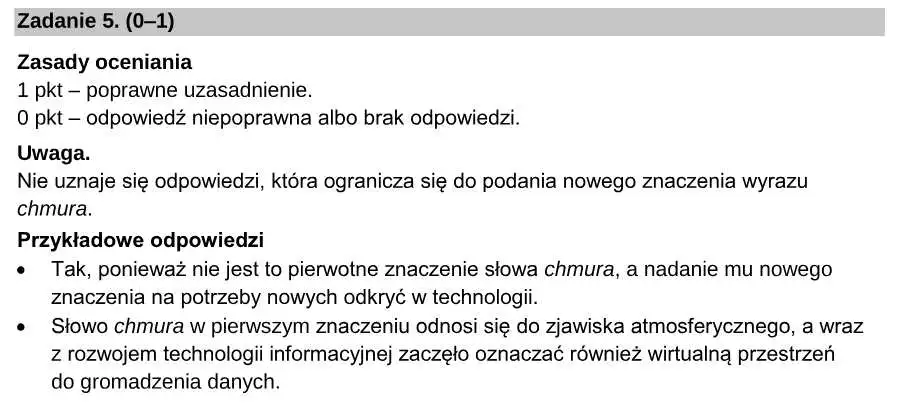 Zadanie 5. (0–1)
Zasady oceniania
1 pkt – poprawne uzasadnienie.
0 pkt – odpowiedź niepoprawna albo brak odpowiedzi.
Uwaga.
Nie uznaje się odpowiedzi, która ogranicza się do podania nowego znaczenia wyrazu
chmura.
Przykładowe odpowiedzi
• Tak, ponieważ nie jest to pierwotne znaczenie słowa chmura, a nadanie mu nowego
znaczenia na potrzeby nowych odkryć w technologii.
• Słowo chmura w pierwszym znaczeniu odnosi się do zjawiska atmosferycznego, a wraz
z rozwojem technologii informacyjnej zaczęło oznaczać również wirtualną przestrzeń
do gromadzenia danych.